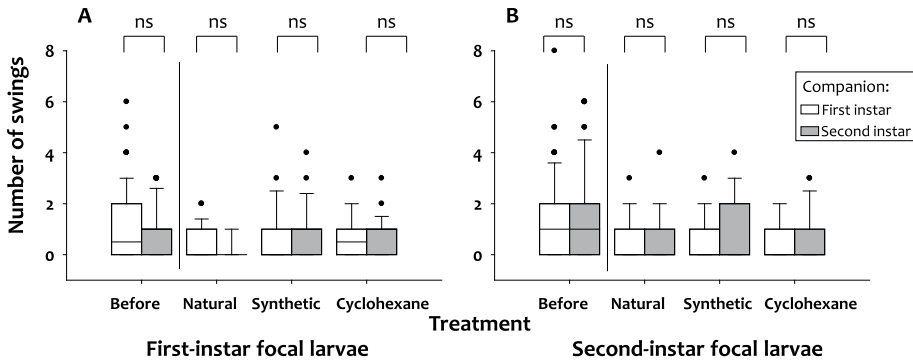 A
ns ns ns ns
B
ns ns ns ns
Number of swings
8
6
4
2
0
8
6
4
2
0
Companion:
First instar
Second instar
Before Natural Synthetic Cyclohexane
Before Natural Synthetic Cyclohexane
Treatment
First-instar focal larvae
Second-instar focal larvae